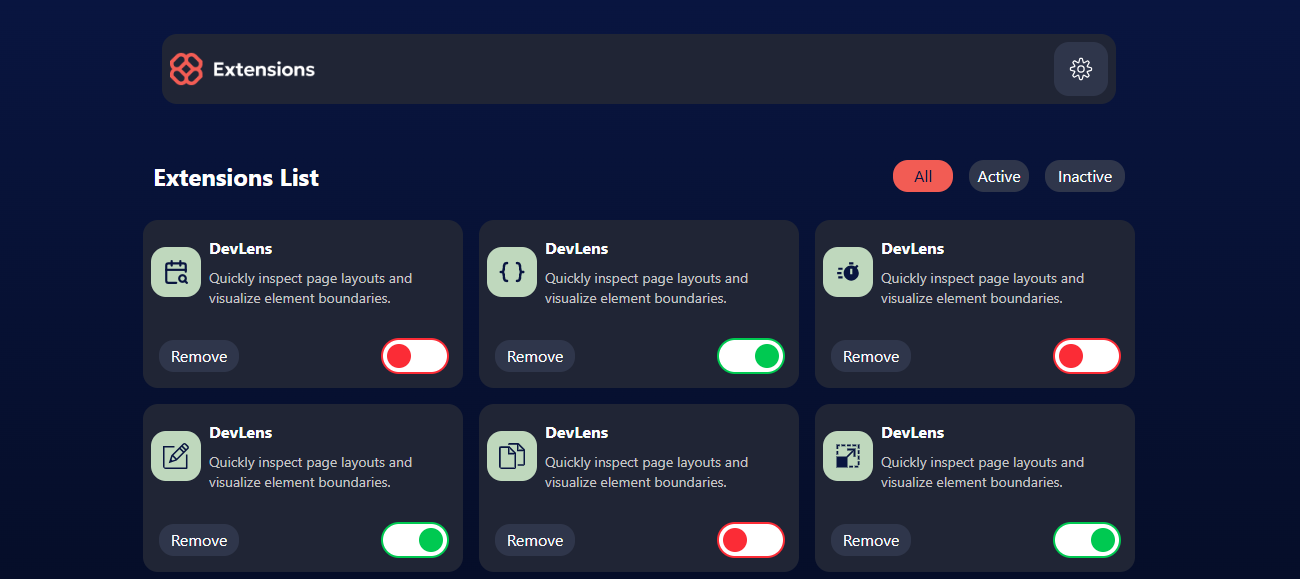 Extensions
Extensions List
All
Active
Inactive
DevLens
Quickly inspect page layouts and
visualize element boundaries.
Remove
DevLens
Quickly inspect page layouts and
visualize element boundaries.
Remove
DevLens
Quickly inspect page layouts and
visualize element boundaries.
Remove
DevLens
Quickly inspect page layouts and
visualize element boundaries.
Remove
DevLens
Quickly inspect page layouts and
visualize element boundaries.
Remove
DevLens
Quickly inspect page layouts and
visualize element boundaries.
Remove